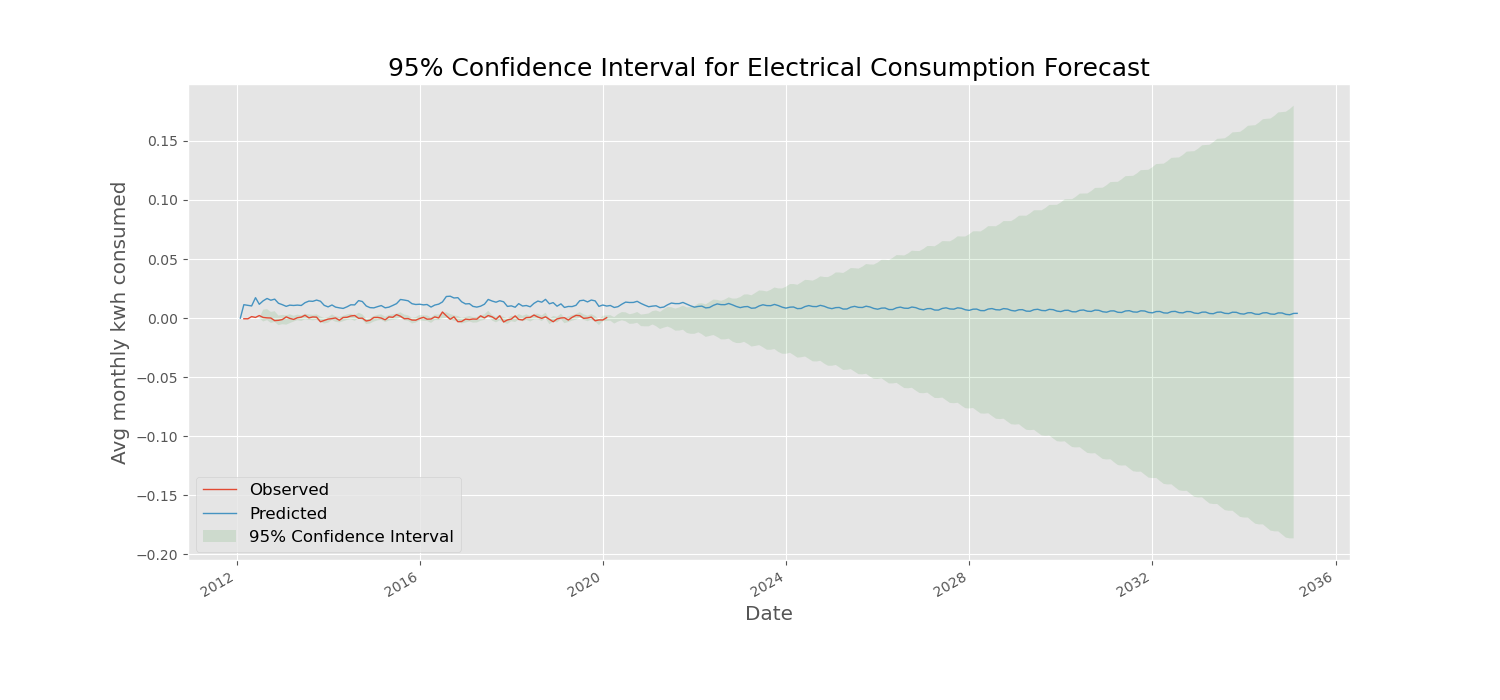 95% Confidence Interval for Electrical Consumption Forecast
Avg monthly kwh consumed
0.15
0.10
0.05
0.00
−0.05
−0.10
−0.15
−0.20
Observed
Predicted
95% Confidence Interval
2012
2016
2020
2024
2028
2032
2036
Date